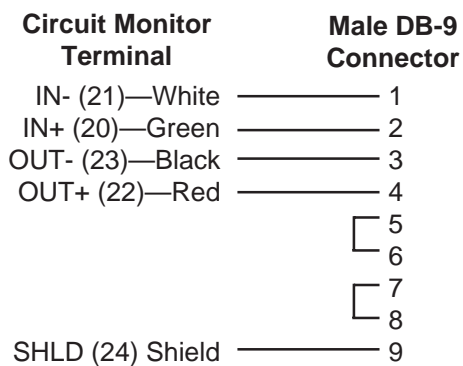 Circuit Monitor
Terminal
Male DB-9
Connector
IN- (21)—White 1
IN+ (20)—Green 2
OUT- (23)—Black 3
OUT+ (22)—Red 4
5
6
7
8
SHLD (24) Shield 9